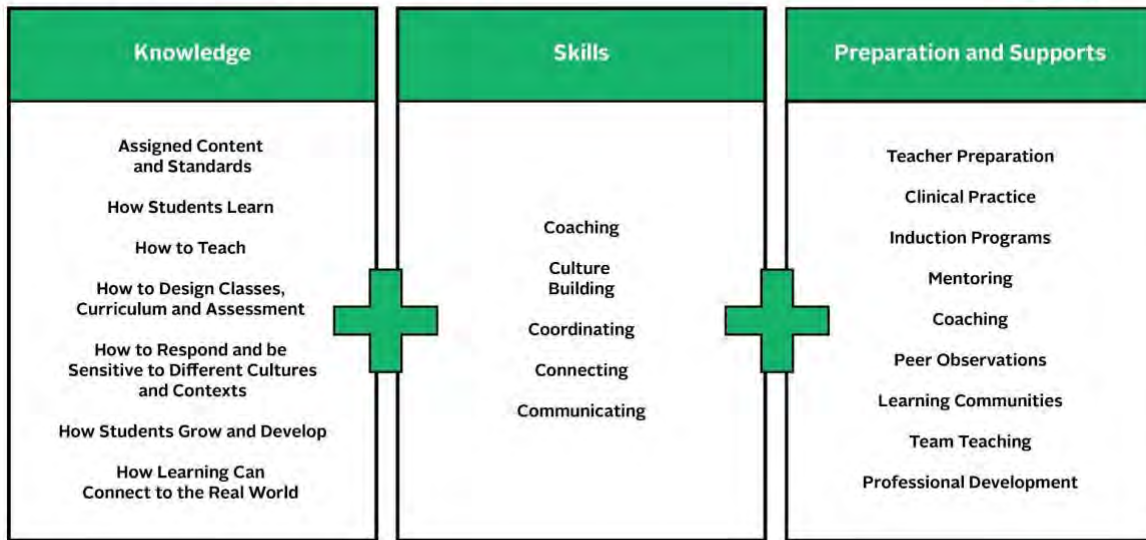 Knowledge
Assigned Content
and Standards
How Students Learn
How to Teach
How to Design Classes,
Curriculum and Assessment
How to Respond and be
Sensitive to Different Cultures
and Contexts
How Students Grow and Develop
How Learning Can
Connect to the Real World
Skills
Coaching
Culture
Building
Coordinating
Connecting
Communicating
Preparation and Supports
Teacher Preparation
Clinical Practice
Induction Programs
Mentoring
Coaching
Peer Observations
Learning Communities
Team Teaching
Professional Development